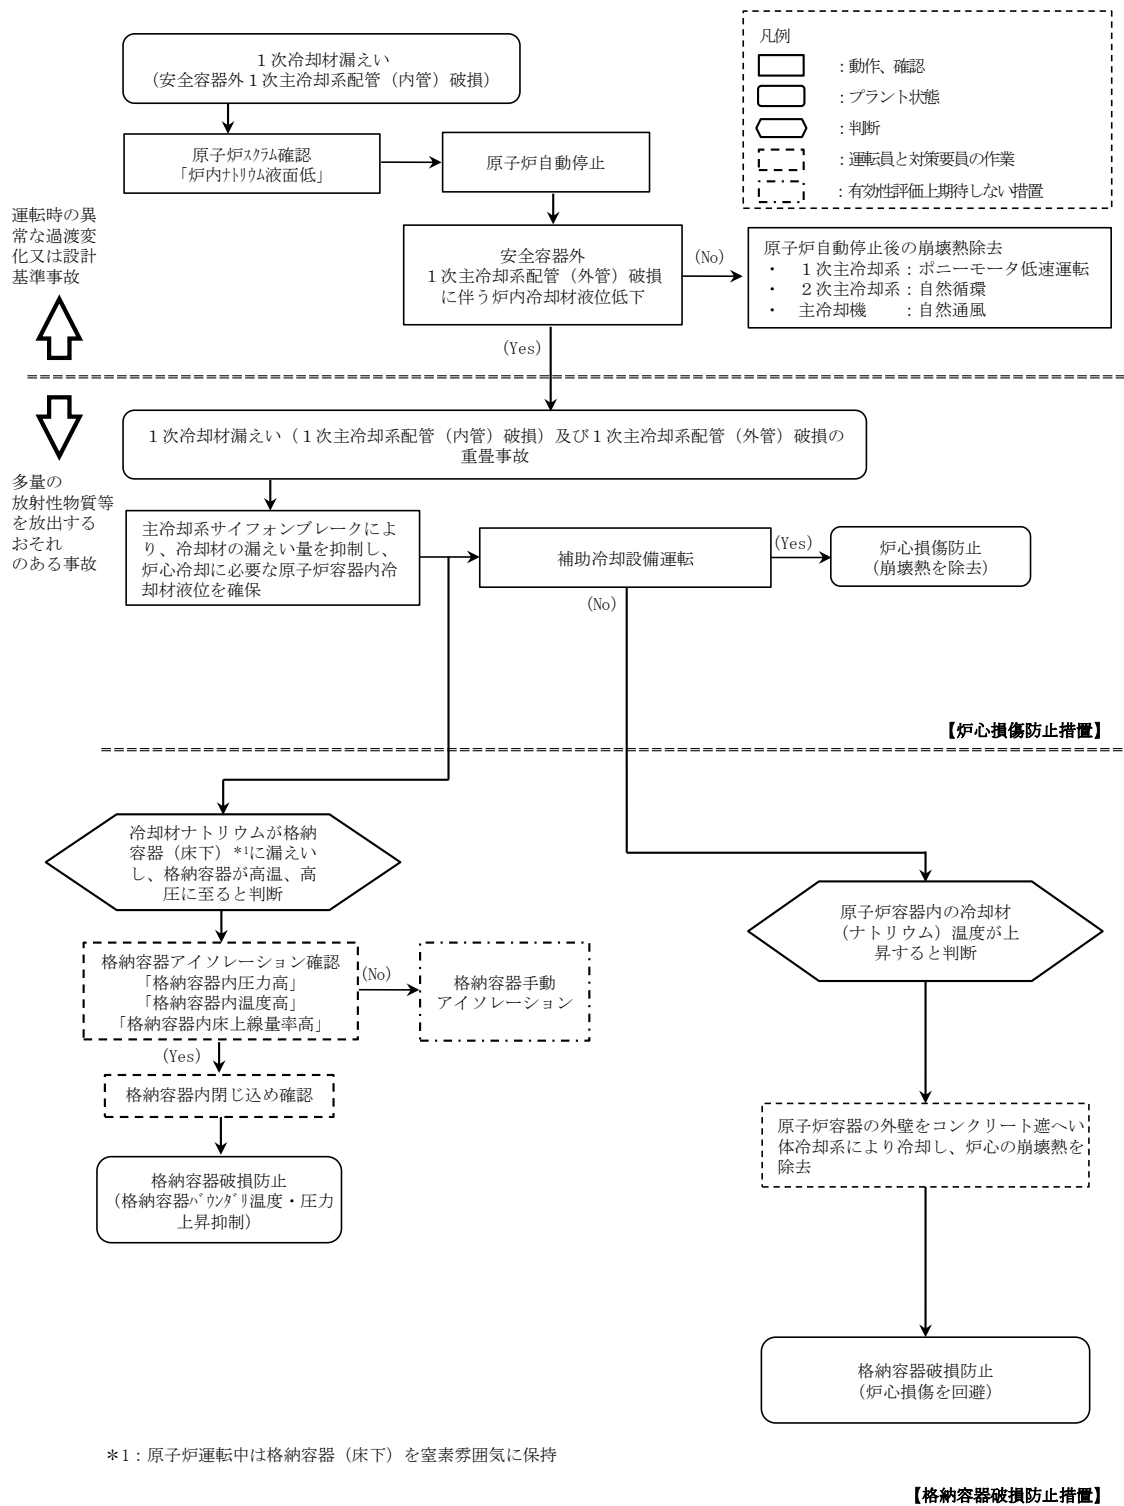 凡例
：動作、確認
：プラント状態
：判断
：運転員と対策要員の作業
：有効性評価上期待しない措置
１次冷却材漏えい
（安全容器外１次主冷却系配管（内管）破損）
原子炉ｽｸﾗﾑ確認
「炉内ﾅﾄﾘｳﾑ液面低」
原子炉自動停止
運転時の異
常な過渡変
化又は設計
基準事故
安全容器外
１次主冷却系配管（外管）破損
に伴う炉内冷却材液位低下
(No)
原子炉自動停止後の崩壊熱除去
・　１次主冷却系：ポニーモータ低速運転
・　２次主冷却系：自然循環
・　主冷却機　　：自然通風
(Yes)
多量の
放射性物質等
を放出する
おそれ
のある事故
１次冷却材漏えい（１次主冷却系配管（内管）破損）及び１次主冷却系配管（外管）破損の
重畳事故
主冷却系サイフォンブレークによ
り、冷却材の漏えい量を抑制し、
炉心冷却に必要な原子炉容器内冷
却材液位を確保
補助冷却設備運転
(Yes)
炉心損傷防止
（崩壊熱を除去）
(No)
【炉心損傷防止措置】
冷却材ナトリウムが格納
容器（床下）*1に漏えい
し、格納容器が高温、高
圧に至ると判断
原子炉容器内の冷却材
（ナトリウム）温度が上
昇すると判断
格納容器アイソレーション確認
「格納容器内圧力高」
「格納容器内温度高」
「格納容器内床上線量率高」
(No)
格納容器手動
アイソレーション
(Yes)
格納容器内閉じ込め確認
原子炉容器の外壁をコンクリート遮へい
体冷却系により冷却し、炉心の崩壊熱を
除去
格納容器破損防止
（格納容器ﾊﾞｳﾝﾀﾞﾘ温度・圧力
上昇抑制）
格納容器破損防止
（炉心損傷を回避）
＊1：原子炉運転中は格納容器（床下）を窒素雰囲気に保持
【格納容器破損防止措置】